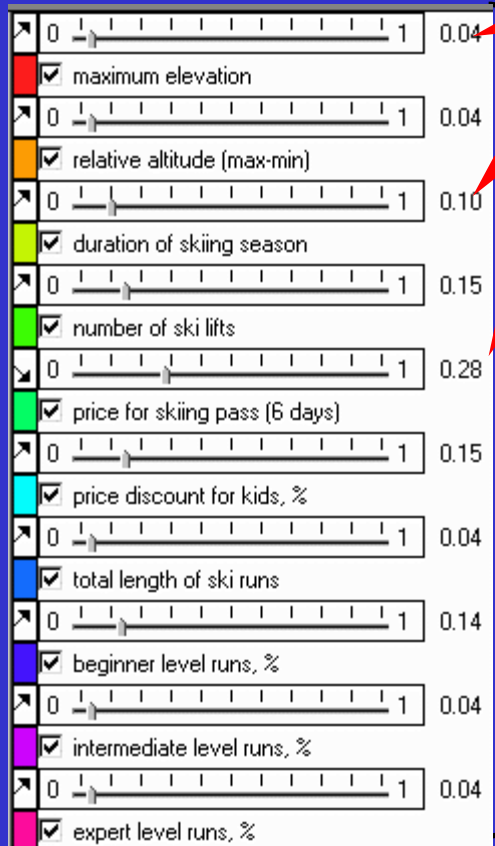 0 1 0.04
maximum elevation
0 1 0.04
relative altitude (max-min)
0 1 0.10
duration of skiing season
0 1 0.15
number of ski lifts
0 1 0.28
price for skiing pass (6 days)
0 1 0.15
price discount for kids, %
0 1 0.04
total length of ski runs
0 1 0.14
beginner level runs, %
0 1 0.04
intermediate level runs, %
0 1 0.04
expert level runs, %